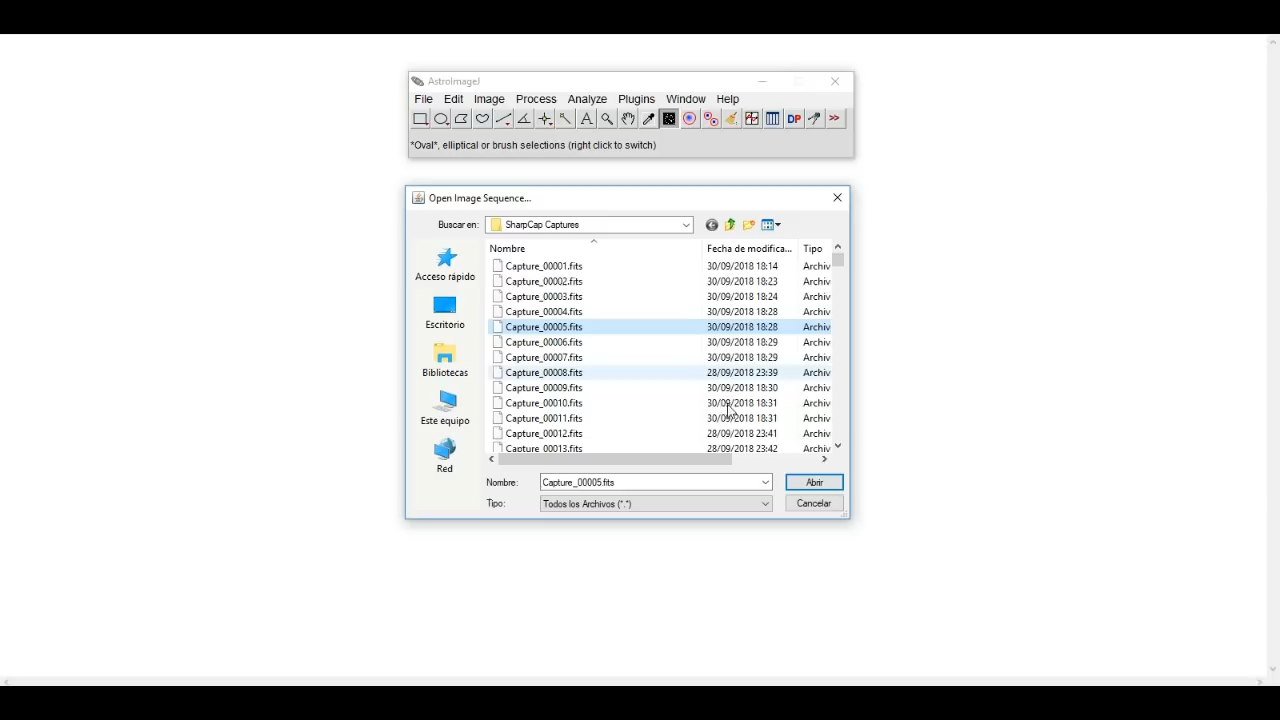 AstroImageJ
File Edit Image Process Analyze Plugins Window Help
A DP >>
*Oval*, elliptical or brush selections (right click to switch)
Open Image Sequence...
Buscar en: SharpCap Captures
Nombre Fecha de modifica... Tipo
Capture_00001.fits 30/09/2018 18:14 Archiv
Capture_00002.fits 30/09/2018 18:23 Archiv
Capture_00003.fits 30/09/2018 18:24 Archiv
Capture_00004.fits 30/09/2018 18:28 Archiv
Capture_00005.fits 30/09/2018 18:28 Archiv
Capture_00006.fits 30/09/2018 18:29 Archiv
Capture_00007.fits 30/09/2018 18:29 Archiv
Capture_00008.fits 28/09/2018 23:39 Archiv
Capture_00009.fits 30/09/2018 18:30 Archiv
Capture_00010.fits 30/09/2018 18:31 Archiv
Capture_00011.fits 30/09/2018 18:31 Archiv
Capture_00012.fits 28/09/2018 23:41 Archiv
Capture_00013.fits 28/09/2018 23:42 Archiv
Acceso rápido
Escritorio
Bibliotecas
Este equipo
Red
Nombre: Capture_00005.fits Abrir
Tipo: Todos los Archivos (*.*) Cancelar